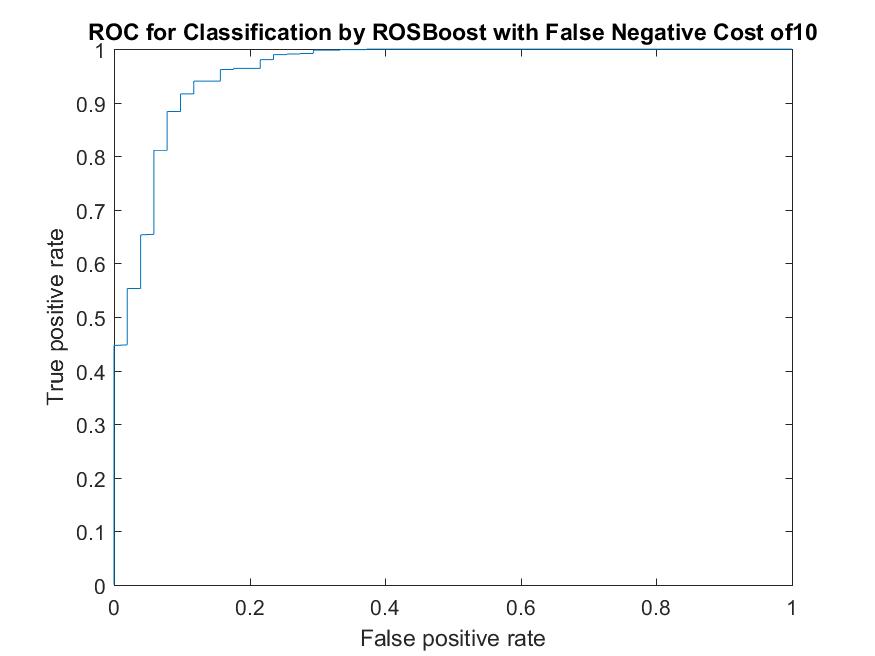 ROC for Classification by ROSBoost with False Negative Cost of10
1
0.9
0.8
0.7
0.6
0.5
0.4
0.3
0.2
0.1
0
True positive rate
0 0.2 0.4 0.6 0.8 1
False positive rate